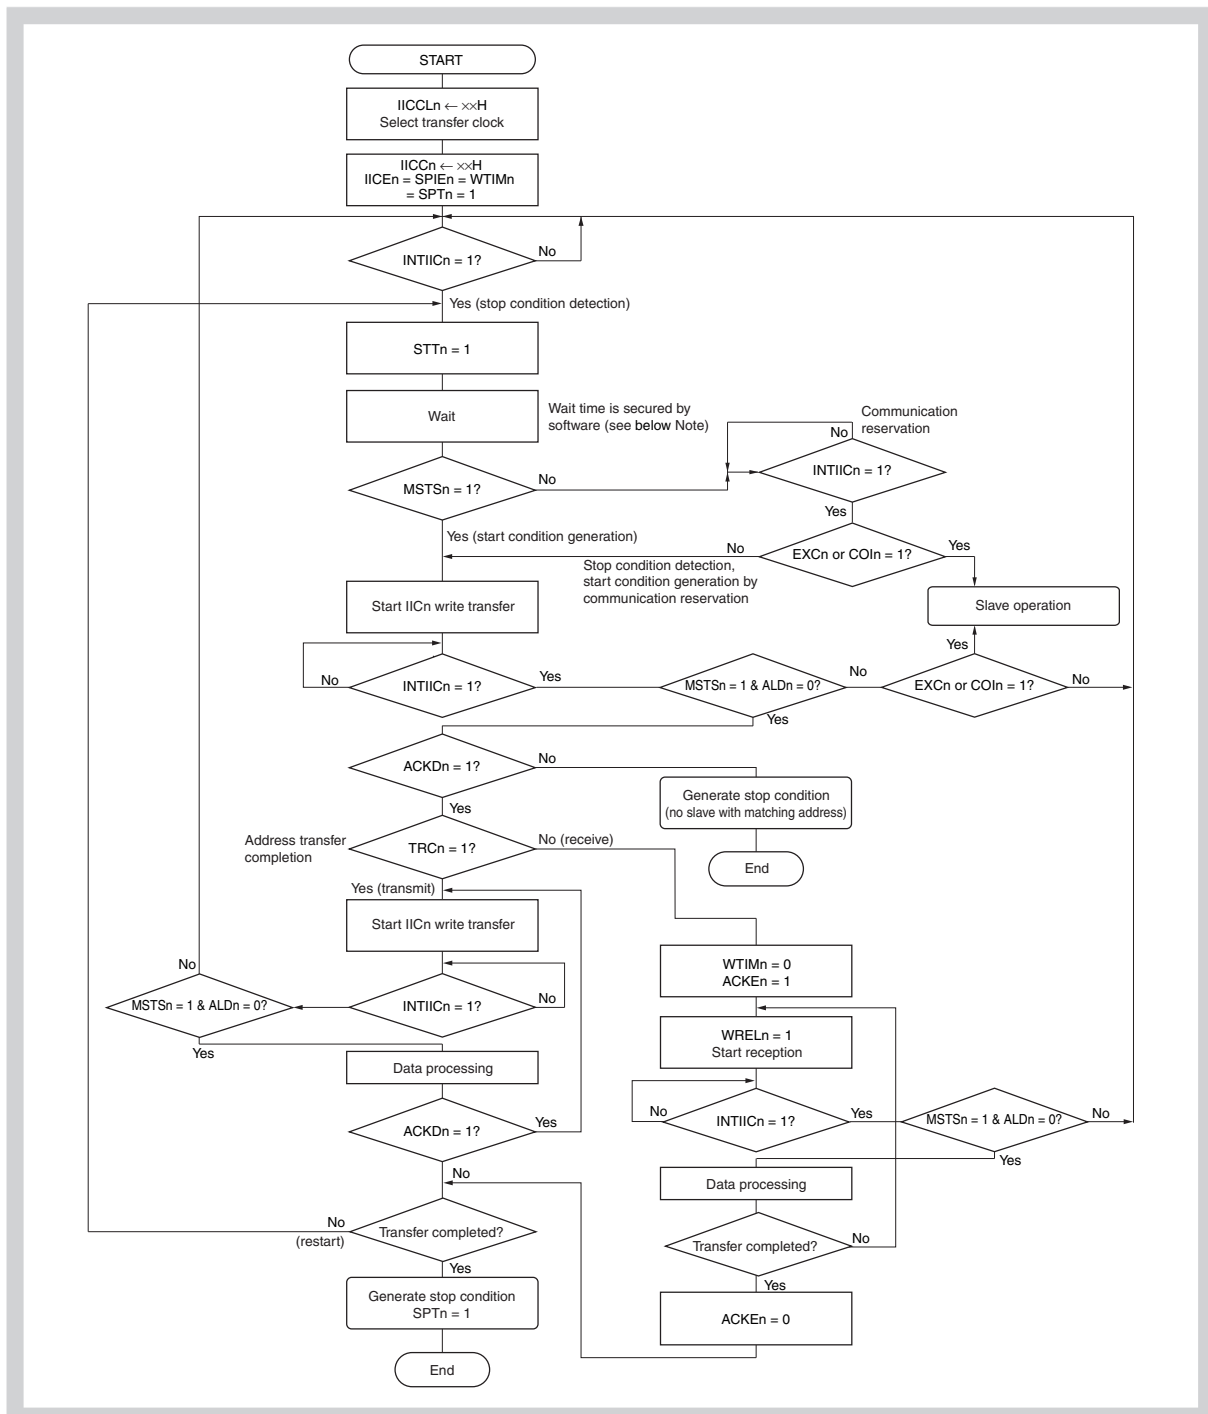 START
IICCLn ← ××H
Select transfer clock
IICCn ← ××H
IICEn = SPIEn = WTIMn
= SPTn = 1
INTIICn = 1?
No
Yes (stop condition detection)
STTn = 1
Wait
Wait time is secured by
software (see below Note)
Communication
reservation
No
INTIICn = 1?
MSTSn = 1?
No
Yes
Yes (start condition generation)
No
EXCn or COIn = 1?
Yes
Stop condition detection,
start condition generation by
communication reservation
Start IICn write transfer
Slave operation
Yes
No
INTIICn = 1?
Yes
MSTSn = 1 & ALDn = 0?
No
EXCn or COIn = 1?
No
Yes
ACKDn = 1?
No
Generate stop condition
(no slave with matching address)
Yes
Address transfer
completion
TRCn = 1?
No (receive)
End
Yes (transmit)
Start IICn write transfer
No
WTIMn = 0
ACKEn = 1
MSTSn = 1 & ALDn = 0?
INTIICn = 1?
No
WRELn = 1
Start reception
Yes
Data processing
No
INTIICn = 1?
Yes
MSTSn = 1 & ALDn = 0?
No
ACKDn = 1?
Yes
Yes
No
Data processing
No
(restart)
Transfer completed?
Transfer completed?
No
Yes
Yes
Generate stop condition
SPTn = 1
ACKEn = 0
End